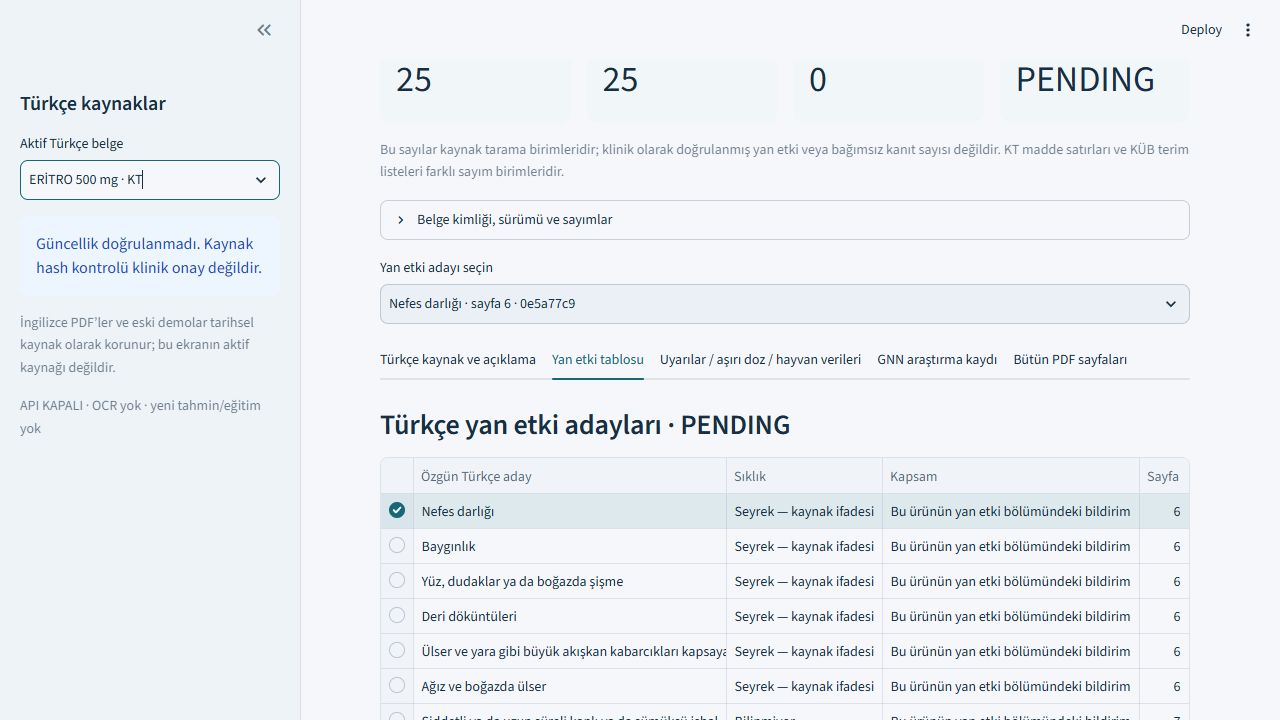 Deploy
Türkçe kaynaklar
Aktif Türkçe belge
ERİTRO 500 mg · KT
Güncellik doğrulanmadı. Kaynak
hash kontrolü klinik onay değildir.
İngilizce PDF'ler ve eski demolar tarihsel
kaynak olarak korunur; bu ekranın aktif
kaynağı değildir.
API KAPALI · OCR yok · yeni tahmin/eğitim
yok
25 25 0 PENDING
Bu sayılar kaynak tarama birimleridir; klinik olarak doğrulanmış yan etki veya bağımsız kanıt sayısı değildir. KT madde satırları ve KÜB terim
listeleri farklı sayım birimleridir.
Belge kimliği, sürümü ve sayımlar
Yan etki adayı seçin
Nefes darlığı · sayfa 6 · 0e5a77c9
Türkçe kaynak ve açıklama Yan etki tablosu Uyarılar / aşırı doz / hayvan verileri GNN araştırma kaydı Bütün PDF sayfaları
Türkçe yan etki adayları · PENDING
Özgün Türkçe aday Sıklık Kapsam Sayfa
Nefes darlığı Seyrek — kaynak ifadesi Bu ürünün yan etki bölümündeki bildirim 6
Baygınlık Seyrek — kaynak ifadesi Bu ürünün yan etki bölümündeki bildirim 6
Yüz, dudaklar ya da boğazda şişme Seyrek — kaynak ifadesi Bu ürünün yan etki bölümündeki bildirim 6
Deri döküntüleri Seyrek — kaynak ifadesi Bu ürünün yan etki bölümündeki bildirim 6
Ülser ve yara gibi büyük akışkan kabarcıkları kapsaya Seyrek — kaynak ifadesi Bu ürünün yan etki bölümündeki bildirim 6
Ağız ve boğazda ülser Seyrek — kaynak ifadesi Bu ürünün yan etki bölümündeki bildirim 6